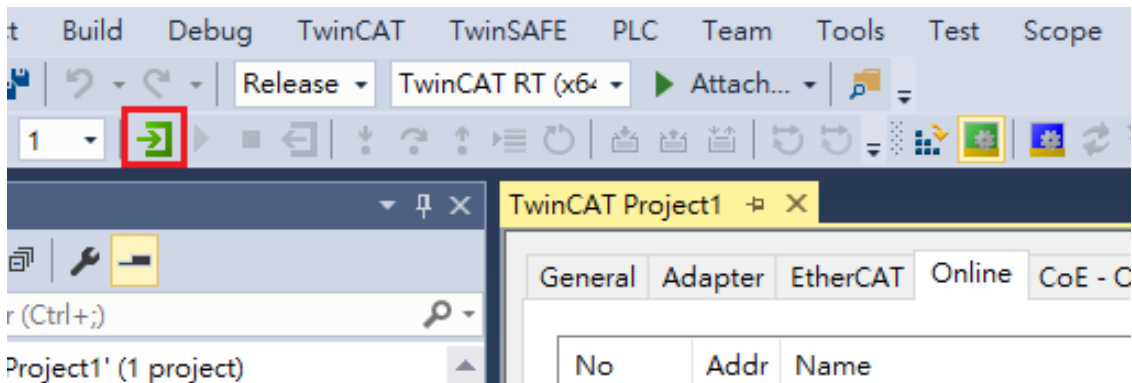 t Build Debug TwinCAT TwinSAFE PLC Team Tools Test Scope
Release TwinCAT RT (x64 Attach...
1
TwinCAT Project1
General Adapter EtherCAT Online CoE - O
r (Ctrl+;)
No Addr Name
Project1' (1 project)